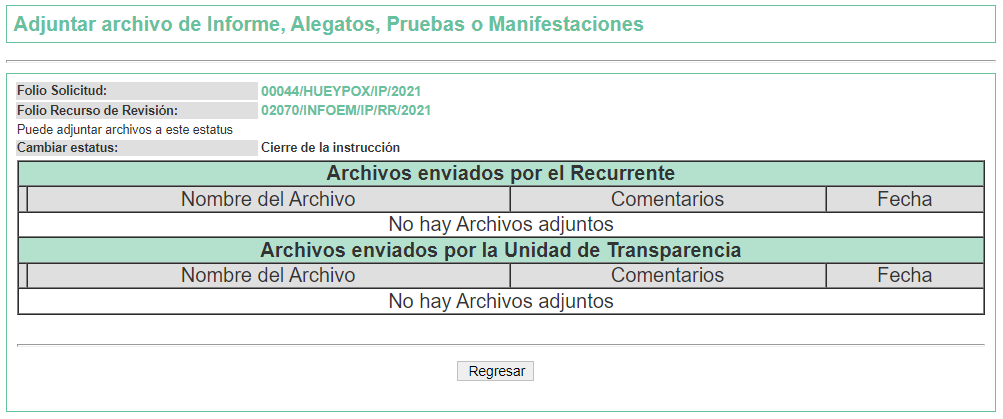 Adjuntar archivo de Informe, Alegatos, Pruebas o Manifestaciones
Folio Solicitud: 00044/HUEYPOX/IP/2021
Folio Recurso de Revisión: 02070/INFOEM/IP/RR/2021
Puede adjuntar archivos a este estatus
Cambiar estatus: Cierre de la instrucción
Archivos enviados por el Recurrente
Nombre del Archivo Comentarios Fecha
No hay Archivos adjuntos
Archivos enviados por la Unidad de Transparencia
Nombre del Archivo Comentarios Fecha
No hay Archivos adjuntos
Regresar